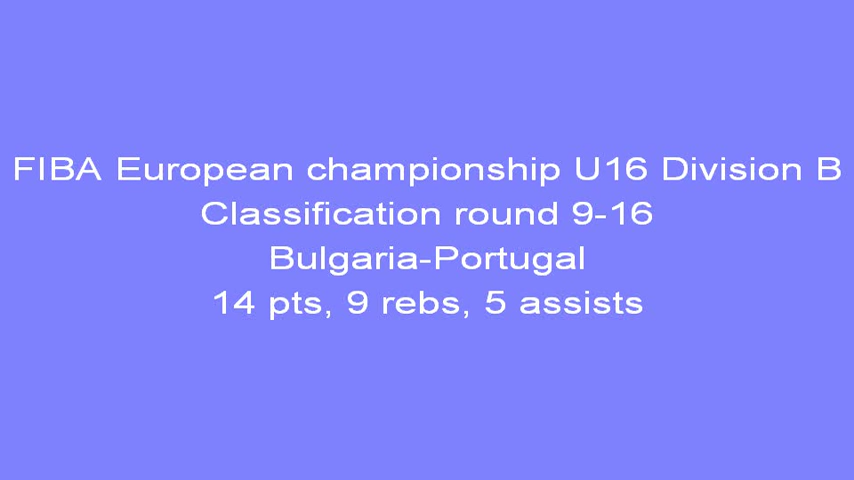 FIBA European championship U16 Division B
Classification round 9-16
Bulgaria-Portugal
14 pts, 9 rebs, 5 assists